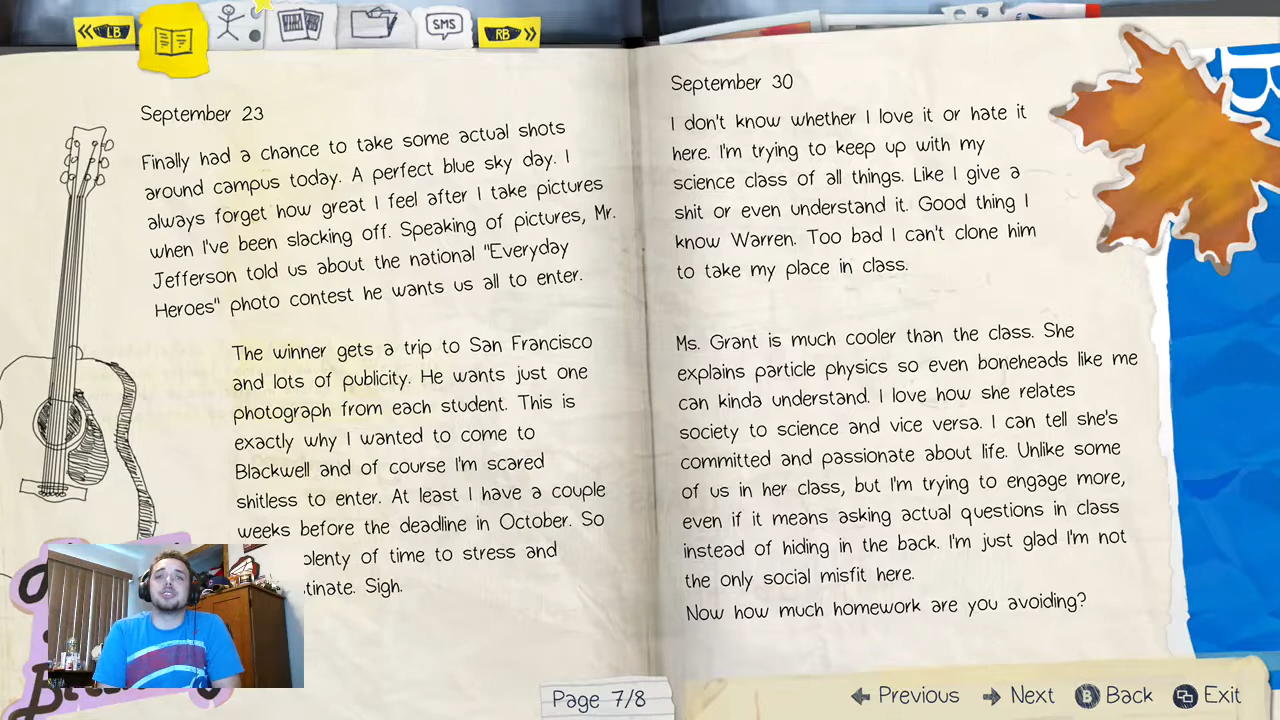 LB
SMS
RB
September 23
Finally had a chance to take some actual shots
around campus today. A perfect blue sky day. I
always forget how great I feel after I take pictures
when I've been slacking off. Speaking of pictures, Mr.
Jefferson told us about the national "Everyday
Heroes" photo contest he wants us all to enter.
The winner gets a trip to San Francisco
and lots of publicity. He wants just one
photograph from each student. This is
exactly why I wanted to come to
Blackwell and of course I'm scared
shitless to enter. At least I have a couple
weeks before the deadline in October. So
plenty of time to stress and
tinate. Sigh.
September 30
I don't know whether I love it or hate it
here. I'm trying to keep up with my
science class of all things. Like I give a
shit or even understand it. Good thing I
know Warren. Too bad I can't clone him
to take my place in class.
Ms. Grant is much cooler than the class. She
explains particle physics so even boneheads like me
can kinda understand. I love how she relates
society to science and vice versa. I can tell she's
committed and passionate about life. Unlike some
of us in her class, but I'm trying to engage more,
even if it means asking actual questions in class
instead of hiding in the back. I'm just glad I'm not
the only social misfit here.
Now how much homework are you avoiding?
Page 7/8
Previous
Next
B Back
Exit